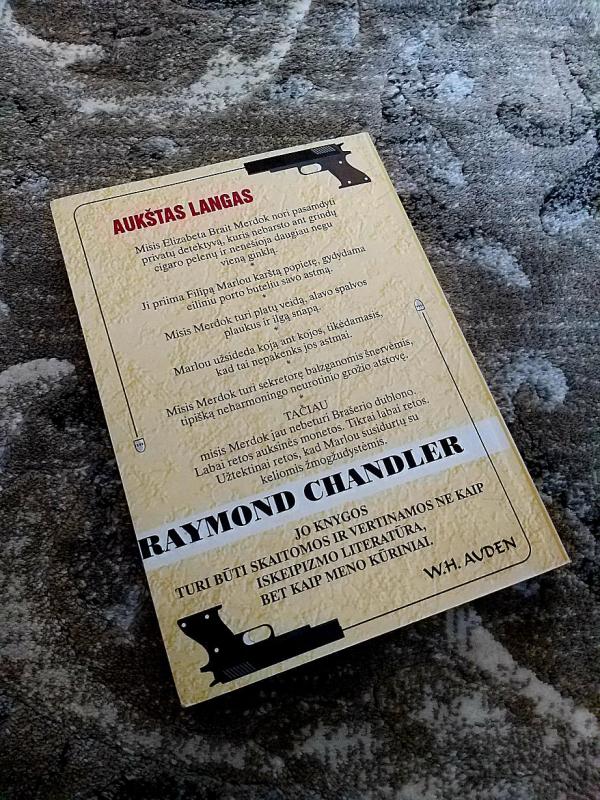 AUKŠTAS LANGAS
Misis Elizabeta Brait Merdok nori pasamdyti
privatų detektyvą, kuris nebarsto ant grindų
cigaro pelenų ir nenešioja daugiau negu
vieną ginklą.
Ji priima Filipą Marlou karštą popietę, gydydama
eiliniu porto buteliu savo astmą.
Misis Merdok turi platų veidą, alavo spalvos
plaukus ir ilgą snapą.
Marlou užsideda koją ant kojos, tikėdamasis,
kad tai nepakenks jos astmai.
Misis Merdok turi sekretorę balzganomis šnervėmis,
tipišką neharmoningo neurotinio grožio atstovę.
TAČIAU
misis Merdok jau nebeturi Brašerio dublono.
Labai retos auksinės monetos. Tikrai labai retos.
Užtektinai retos, kad Marlou susidurtų su
keliomis žmogžudystėmis.
RAYMOND CHANDLER
JO KNYGOS
TURI BŪTI SKAITOMOS IR VERTINAMOS NE KAIP
ISKEIPIZMO LITERATŪRA,
BET KAIP MENO KŪRINIAI.
W.H. AUDEN